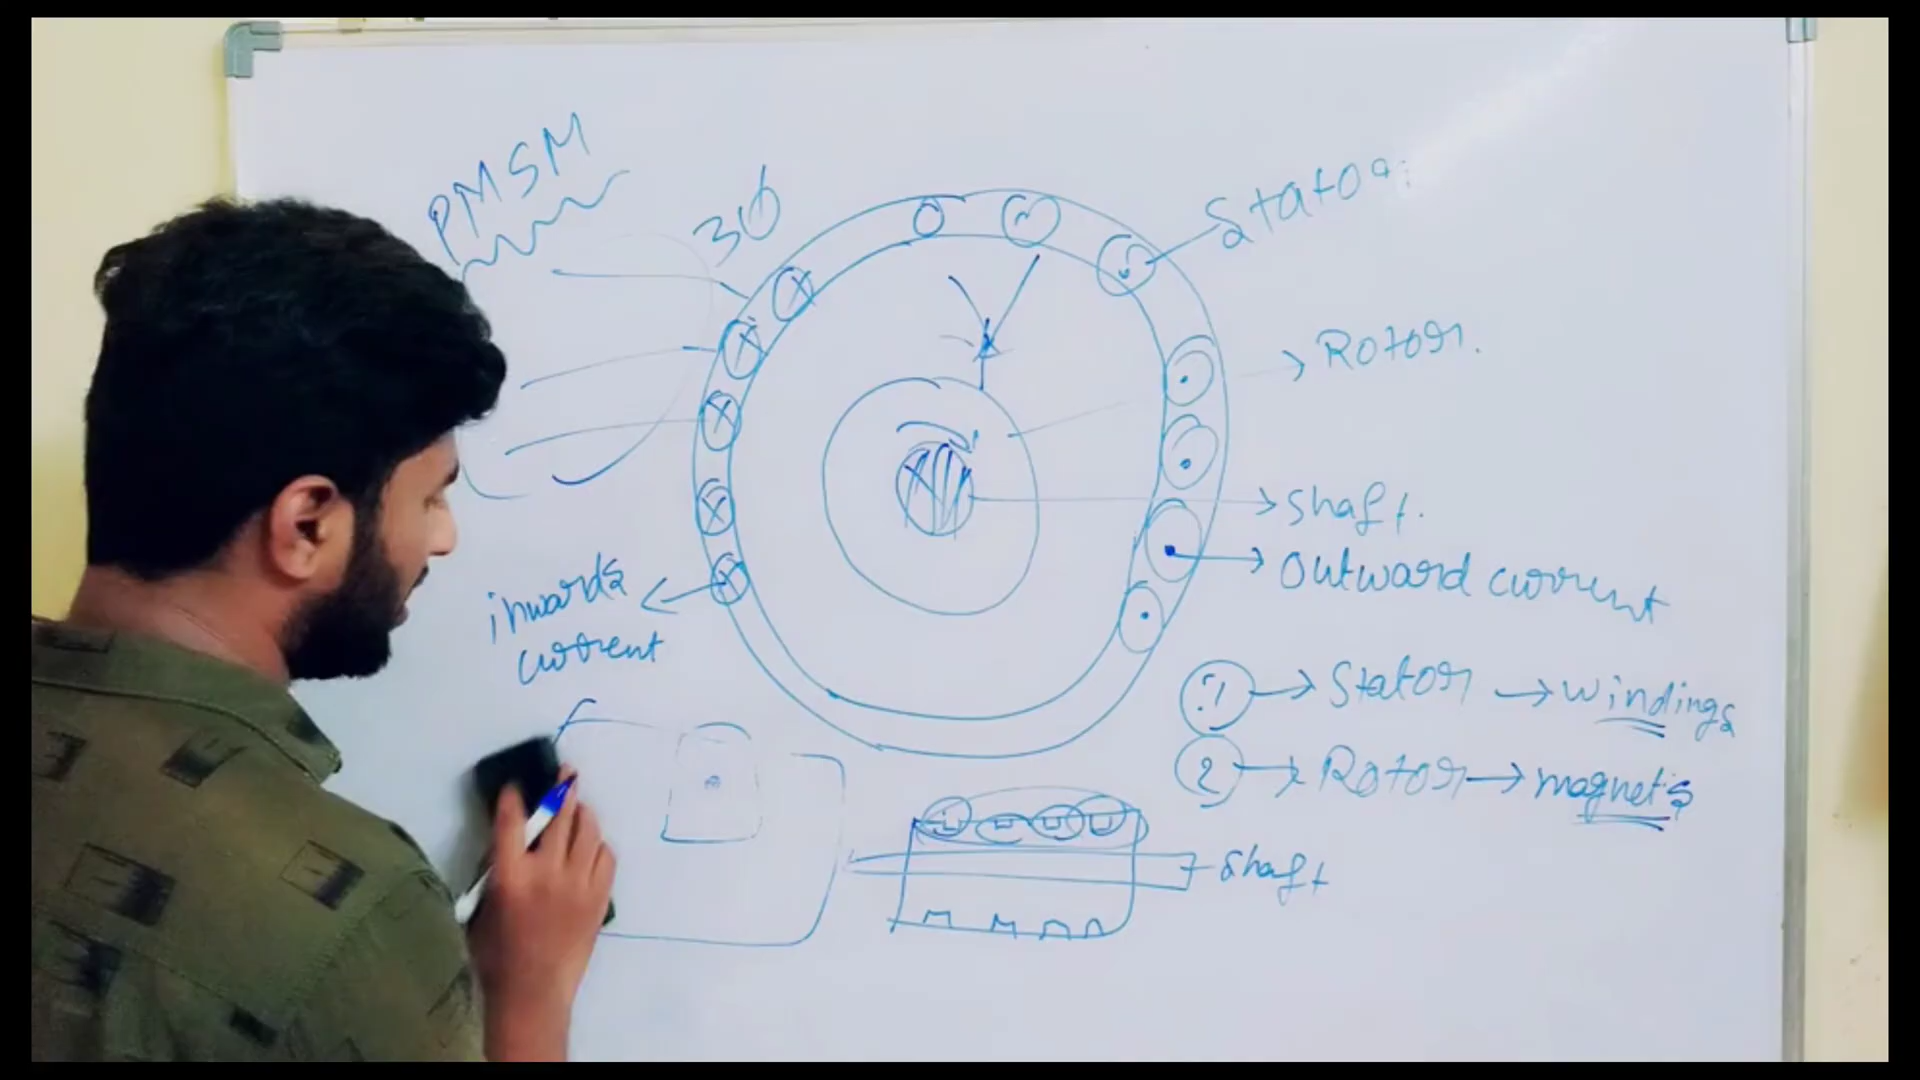 PMSM
3ϕ
Stator
Rotor.
Shaft.
Outward current
inwards
current
1 → Stator → windings
2 → Rotor → magnets
Shaft